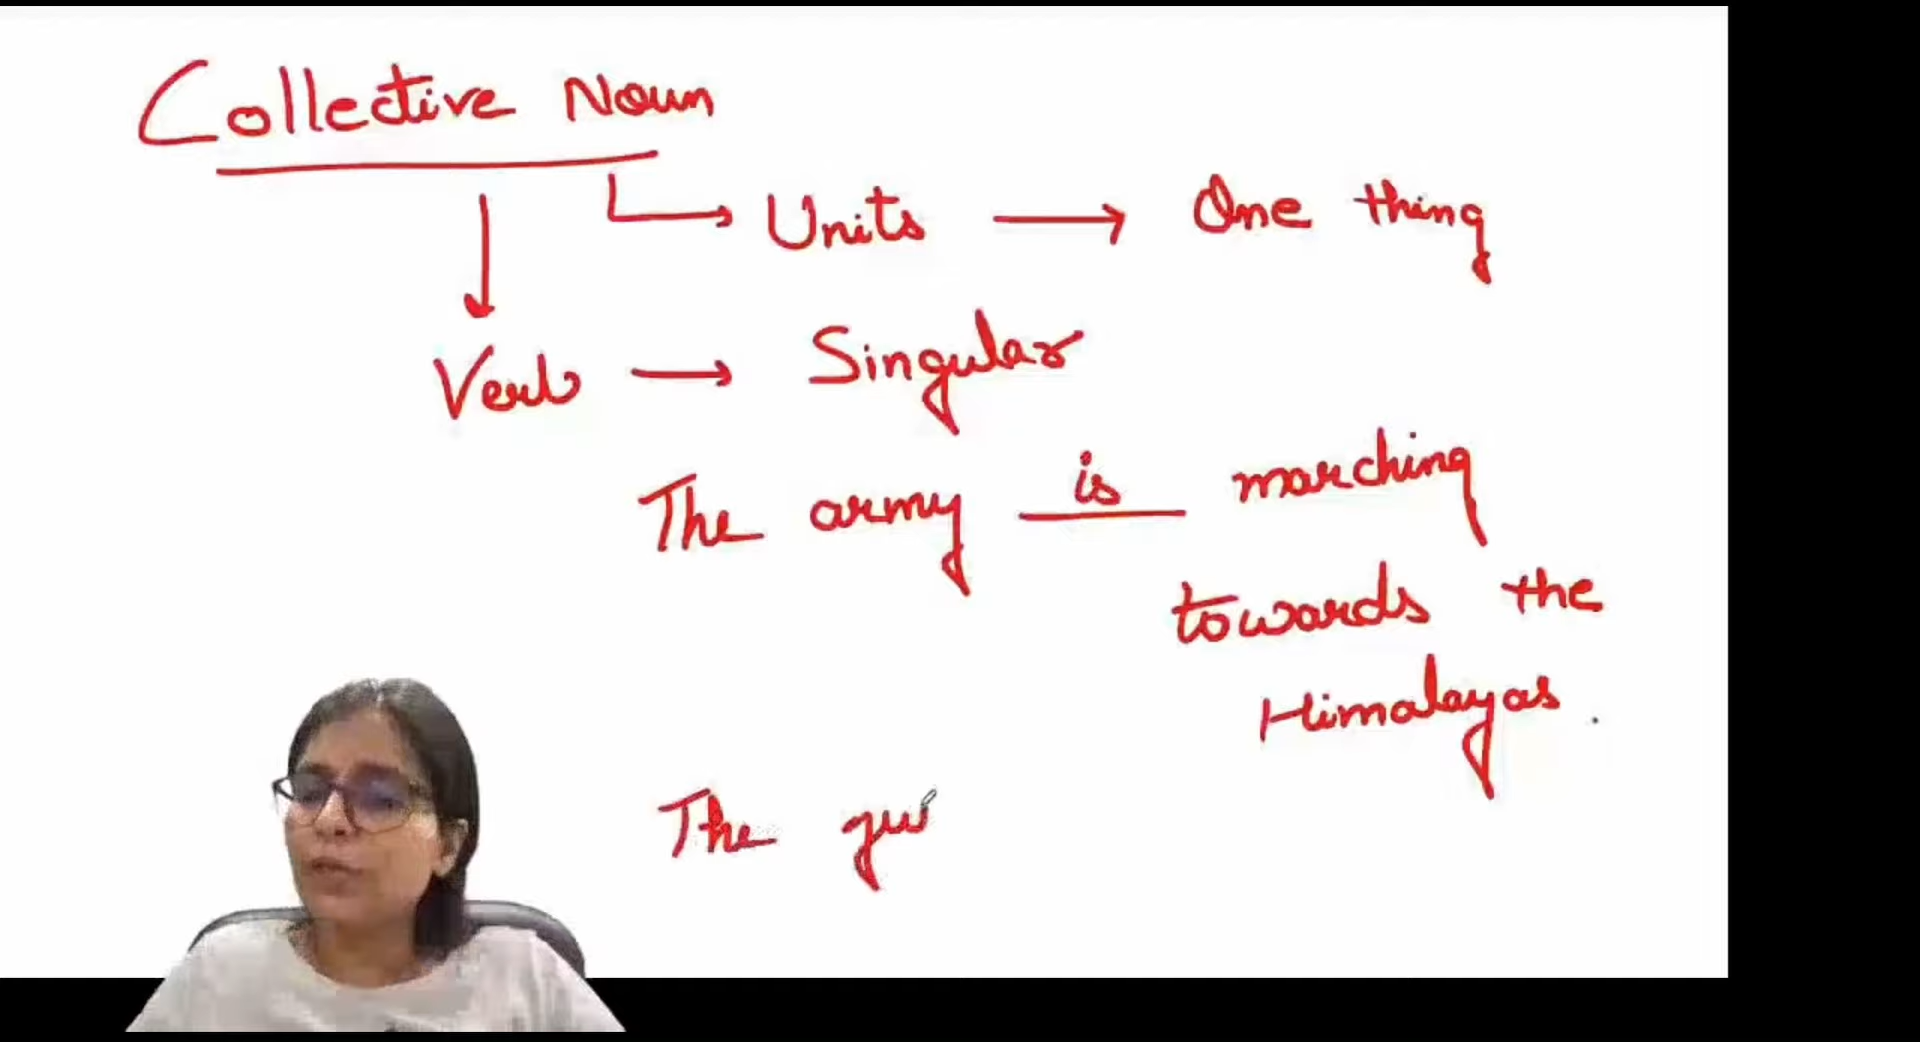 Collective Noun
Units → One thing
Verb → Singular
The army is marching
towards the
Himalayas.
The